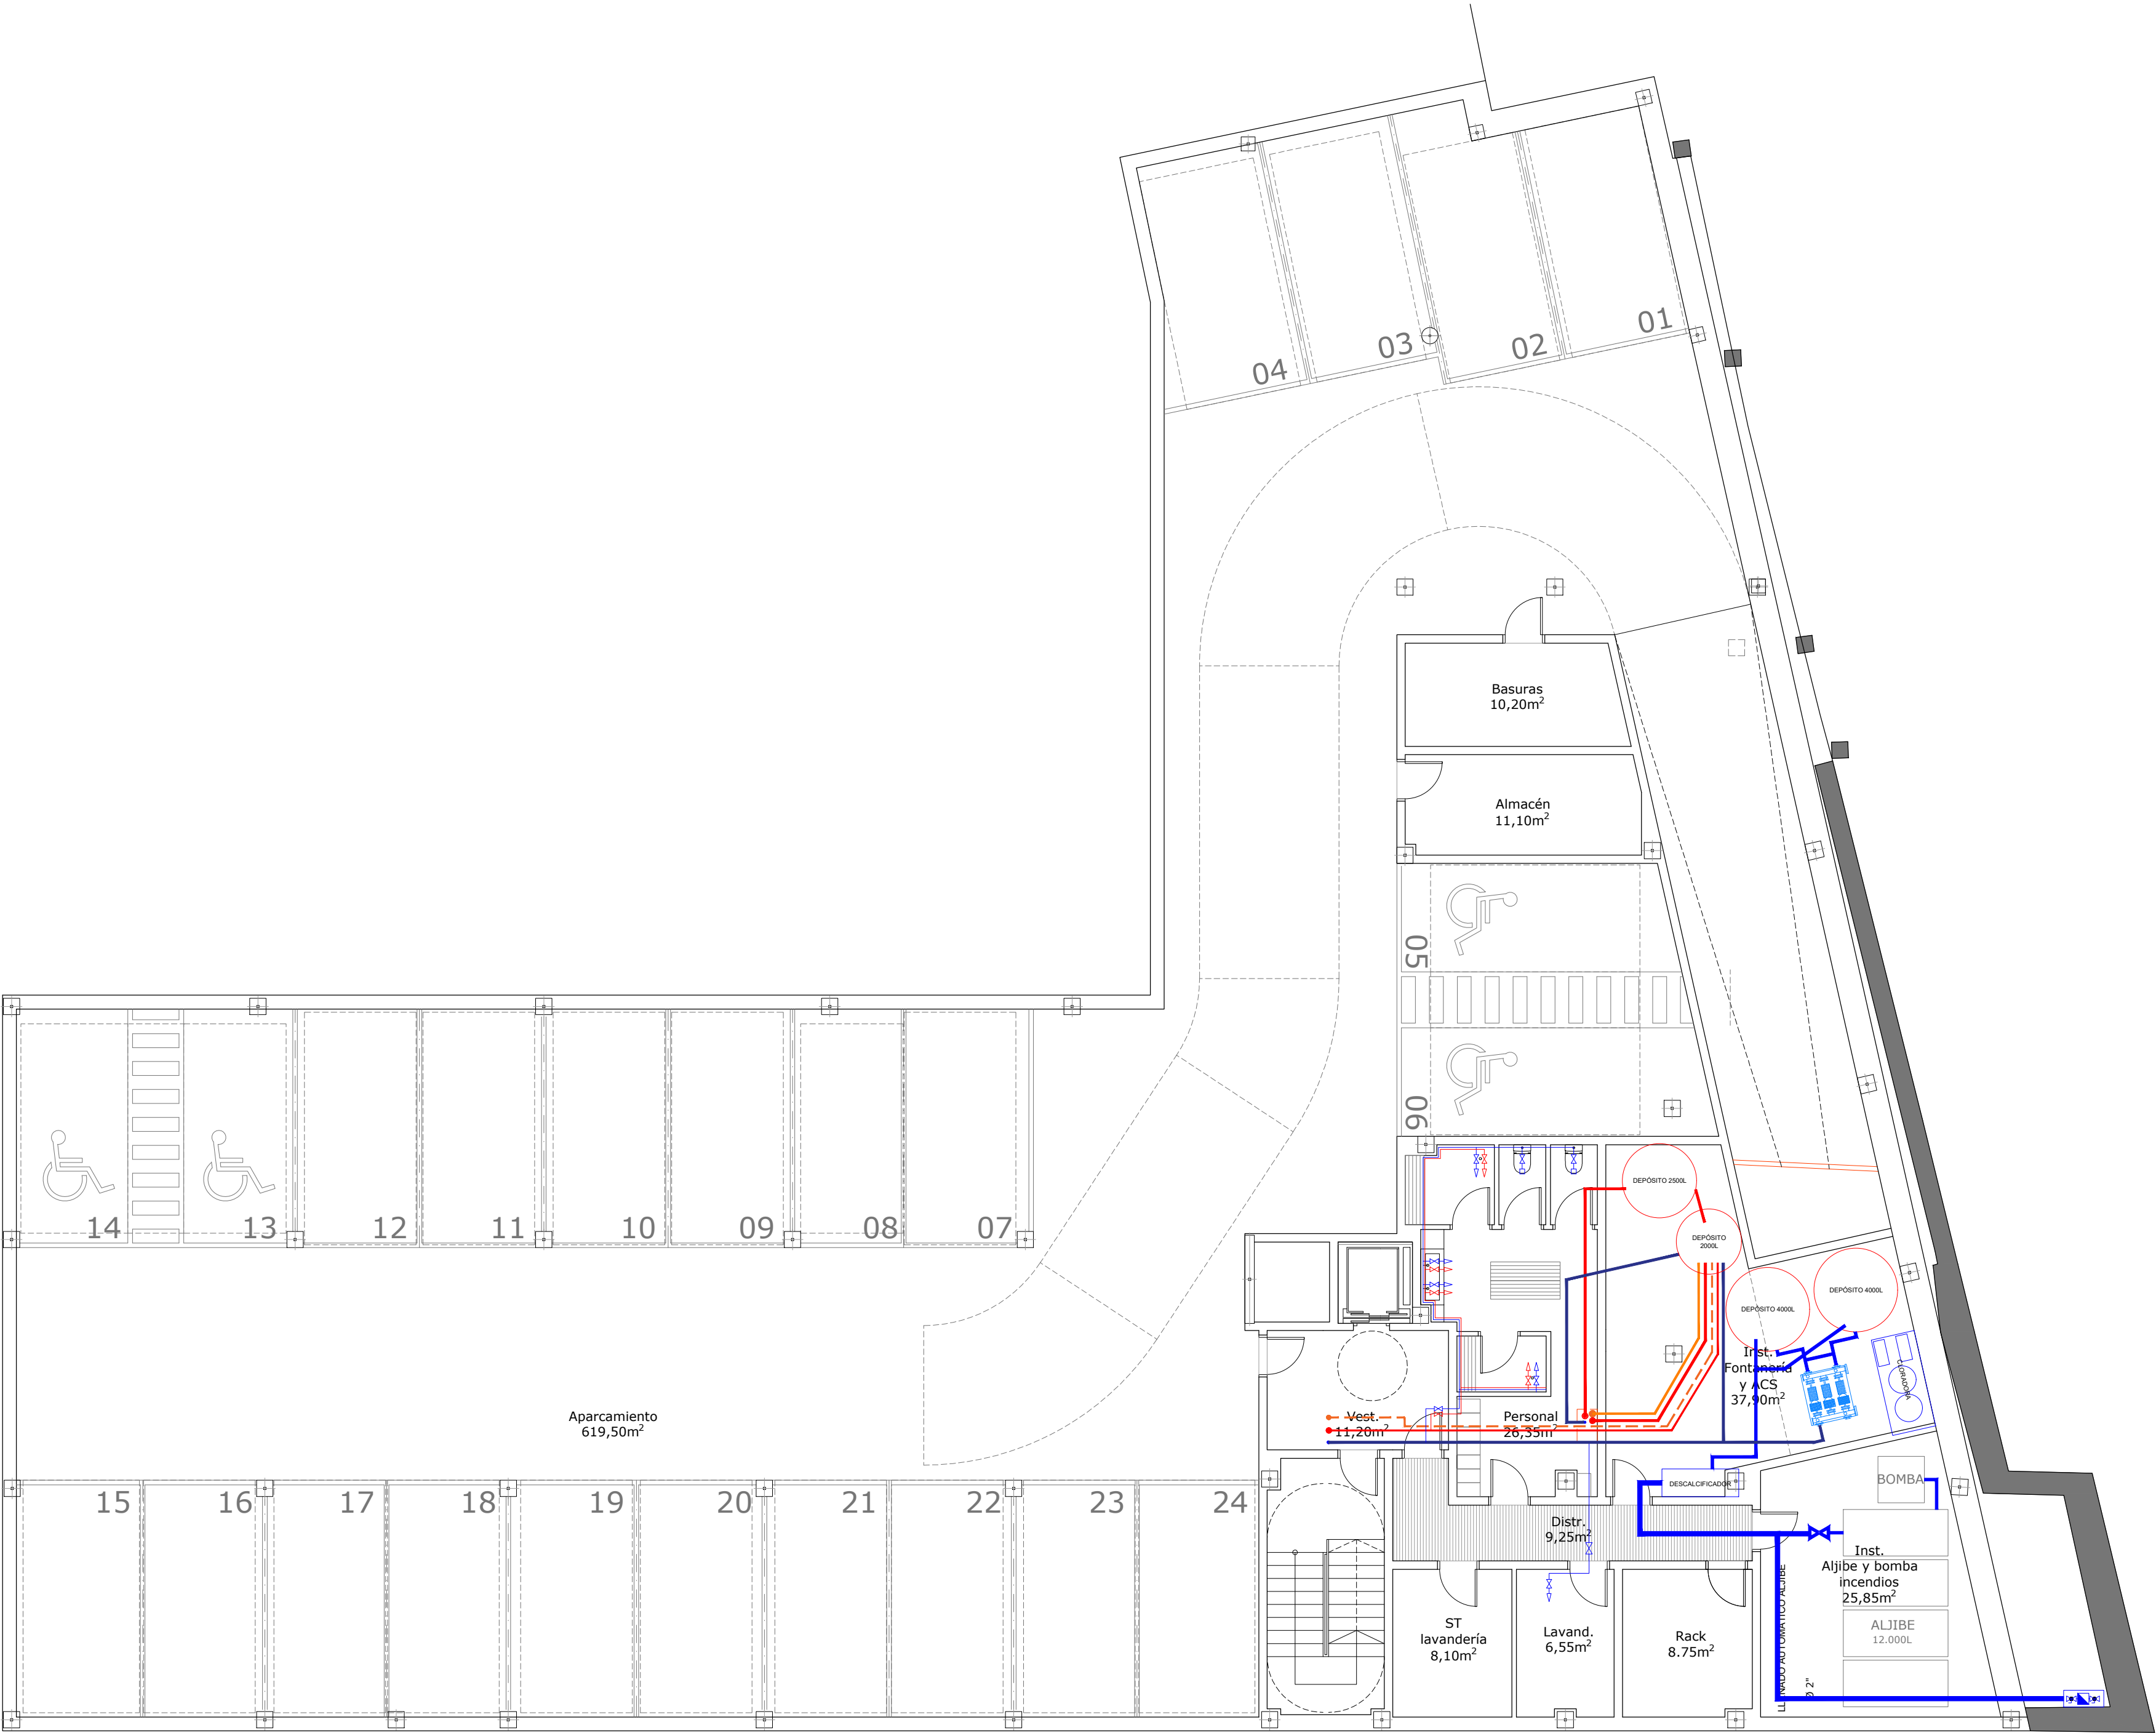 01
02
03
04
Basuras
10,20m²
Almacén
11,10m²
05
06
14
13
12
11
10
09
08
07
DEPÓSITO 2500L
DEPÓSITO
2000L
DEPÓSITO 4000L
DEPÓSITO 4000L
CLORADORA
Inst.
Fontanería
y ACS
37,90m²
Aparcamiento
619,50m²
Vest.
11,20m²
Personal
26,35m²
DESCALCIFICADOR
BOMBA
15
16
17
18
19
20
21
22
23
24
Distr.
9,25m²
Inst.
Aljibe y bomba
incendios
25,85m²
ALJIBE
12.000L
LLENADO AUTOMÁTICO ALJIBE
Ø 2"
ST
lavandería
8,10m²
Lavand.
6,55m²
Rack
8.75m²